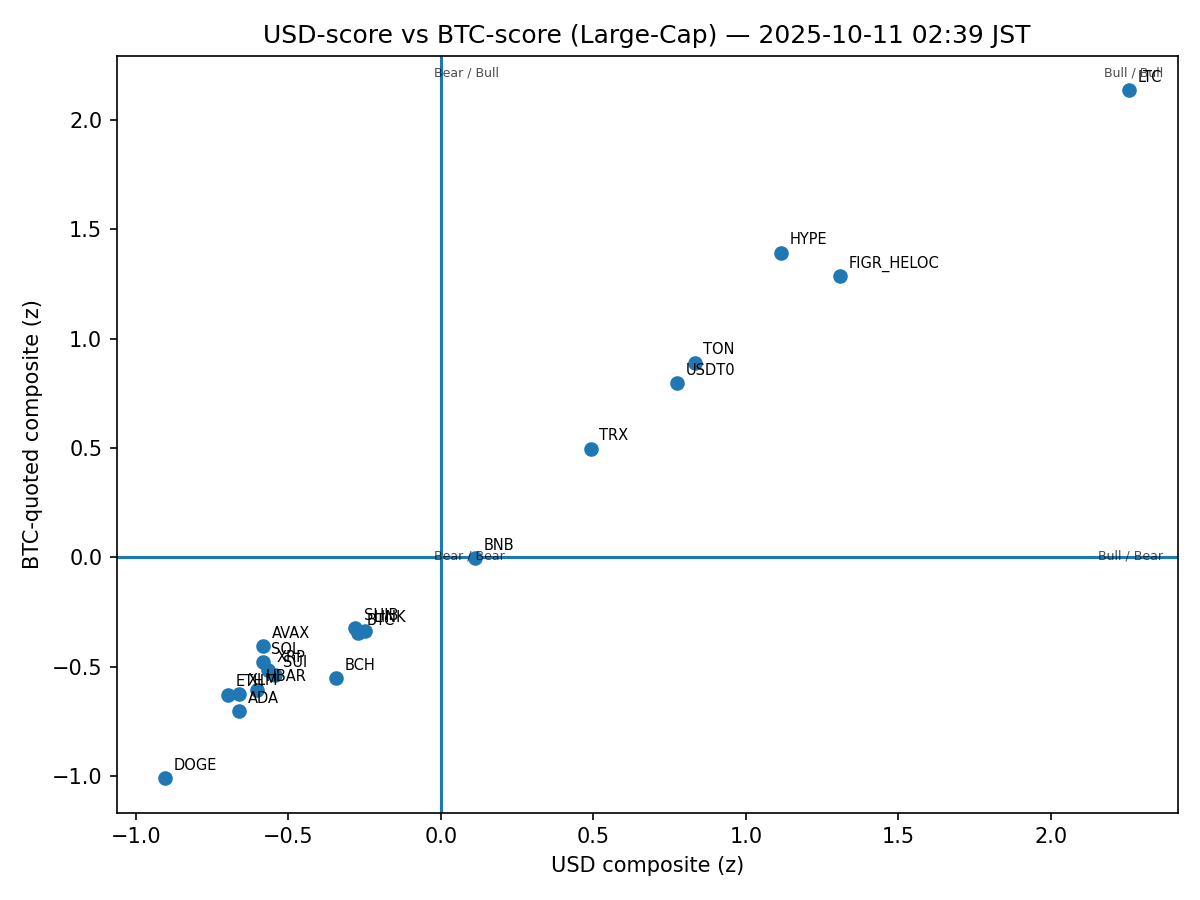 USD-score vs BTC-score (Large-Cap) — 2025-10-11 02:39 JST
Bear / Bull
Bull / Bull
LTC
2.0
1.5
HYPE
FIGR_HELOC
1.0
TON
USDT0
0.5
TRX
BNB
0.0
Bear / Bear
Bull / Bear
SHIB
LINK
BTC
AVAX
SOL
XRP
SUI
−0.5
BCH
ETH
XLM
HBAR
ADA
DOGE
−1.0
−1.0
−0.5
0.0
0.5
1.0
1.5
2.0
USD composite (z)
BTC-quoted composite (z)